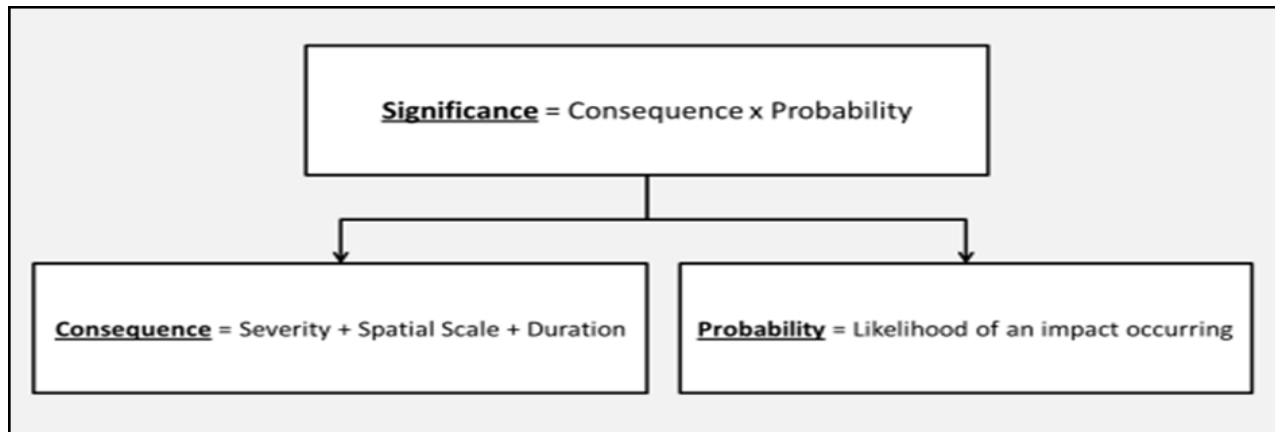 Significance = Consequence x Probability
Consequence = Severity + Spatial Scale + Duration
Probability = Likelihood of an impact occurring